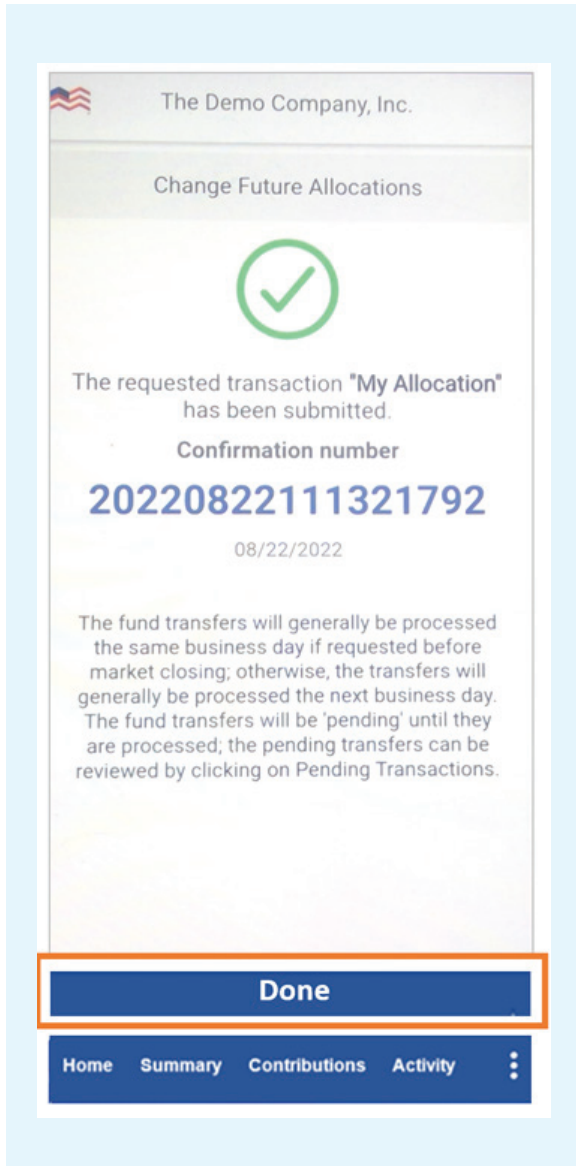 The Demo Company, Inc.
Change Future Allocations
The requested transaction "My Allocation"
has been submitted.
Confirmation number
20220822111321792
08/22/2022
The fund transfers will generally be processed
the same business day if requested before
market closing; otherwise, the transfers will
generally be processed the next business day.
The fund transfers will be 'pending' until they
are processed; the pending transfers can be
reviewed by clicking on Pending Transactions.
Done
Home Summary Contributions Activity